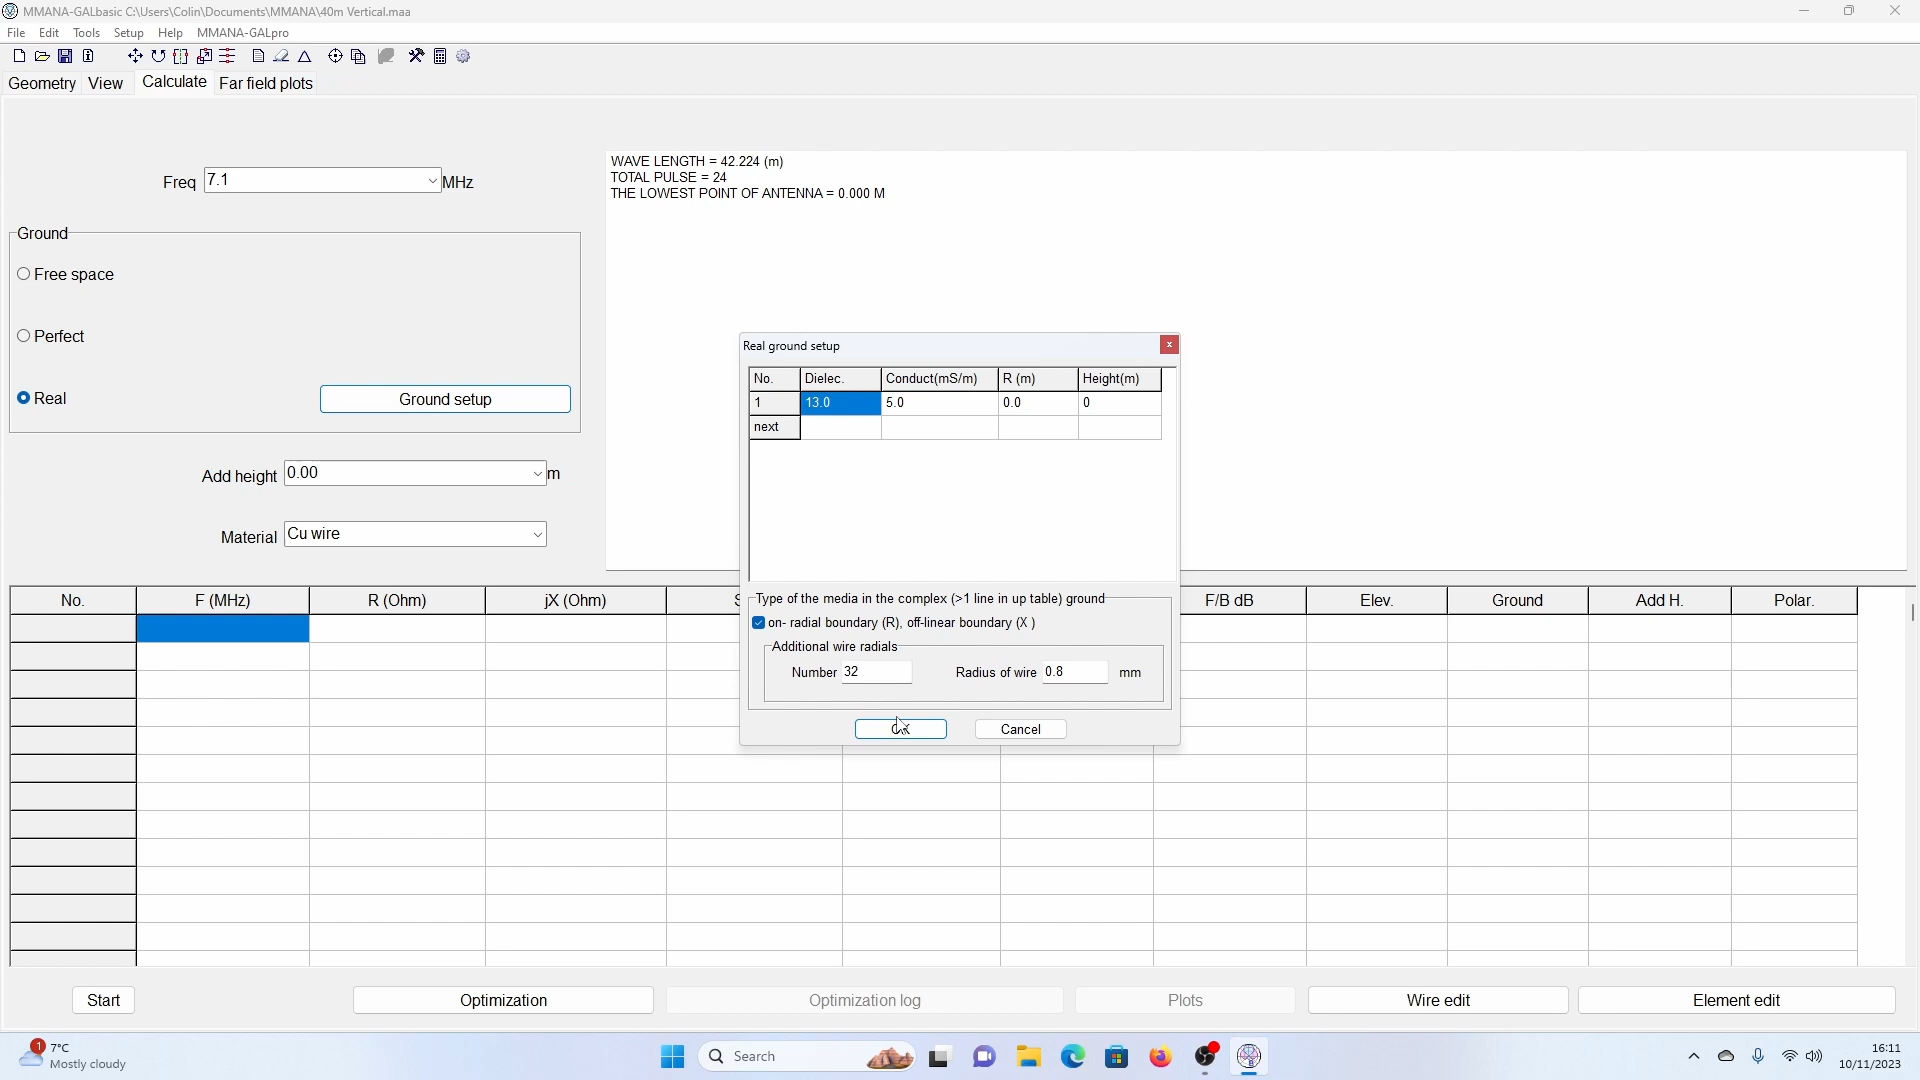 MMANA-GALbasic C:\Users\Colin\Documents\MMANA\40m Vertical.maa
File Edit Tools Setup Help MMANA-GALpro
Geometry View Calculate Far field plots
Freq 7.1 MHz
WAVE LENGTH = 42.224 (m)
TOTAL PULSE = 24
THE LOWEST POINT OF ANTENNA = 0.000 M
Ground
Free space
Perfect
Real Ground setup
Add height 0.00 m
Material Cu wire
Real ground setup x
No. Dielec. Conduct(mS/m) R (m) Height(m)
1 13.0 5.0 0.0 0
next
Type of the media in the complex (>1 line in up table) ground
on- radial boundary (R), off-linear boundary (X )
Additional wire radials
Number 32 Radius of wire 0.8 mm
Cancel
No. F (MHz) R (Ohm) jX (Ohm) F/B dB Elev. Ground Add H. Polar.
Start Optimization Optimization log Plots Wire edit Element edit
1 7°C
Mostly cloudy
Search
16:11
10/11/2023